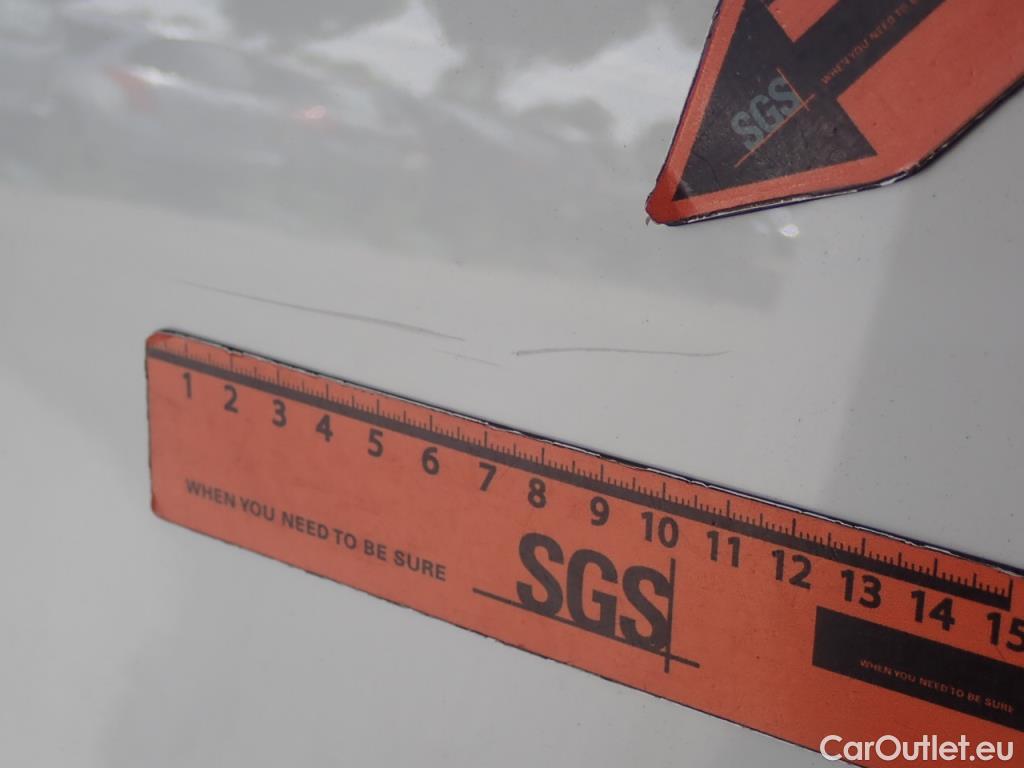 WHEN YOU NEED TO BE
SGS
1 2 3 4 5 6 7 8 9 10 11 12 13 14 15
WHEN YOU NEED TO BE SURE
SGS
WHEN YOU NEED TO BE SURE
CarOutlet.eu